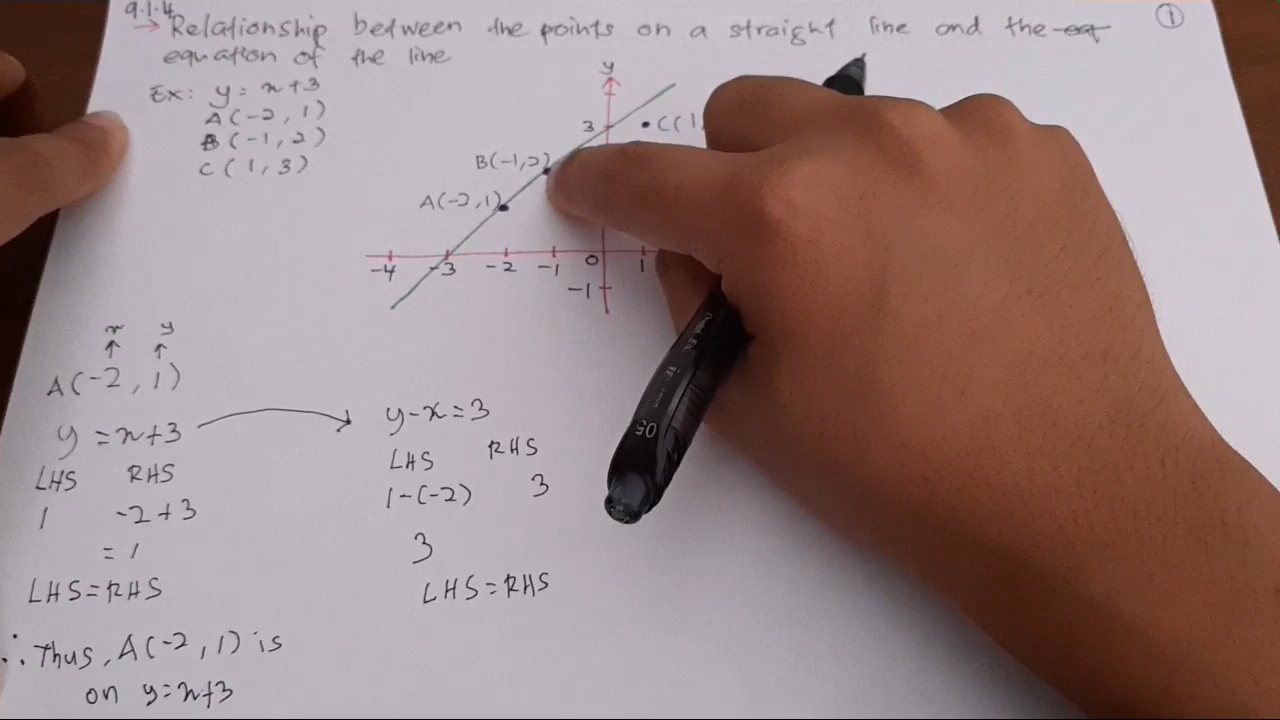 9.1.4
→ Relationship between the points on a straight line and the eq ①
equation of the line
Ex: y = x+3
A(-2, 1)
B(-1, 2)
C(1, 3)
y
3
C(1,
B(-1,2)
A(-2,1)
-4 -3 -2 -1 0 1
-1
x y
↑ ↑
A(-2, 1)
y = x+3
LHS RHS
1 -2+3
= 1
LHS=RHS
∴ Thus, A(-2,1) is
on y=x+3
y-x=3
LHS RHS
1-(-2) 3
3
LHS=RHS
05